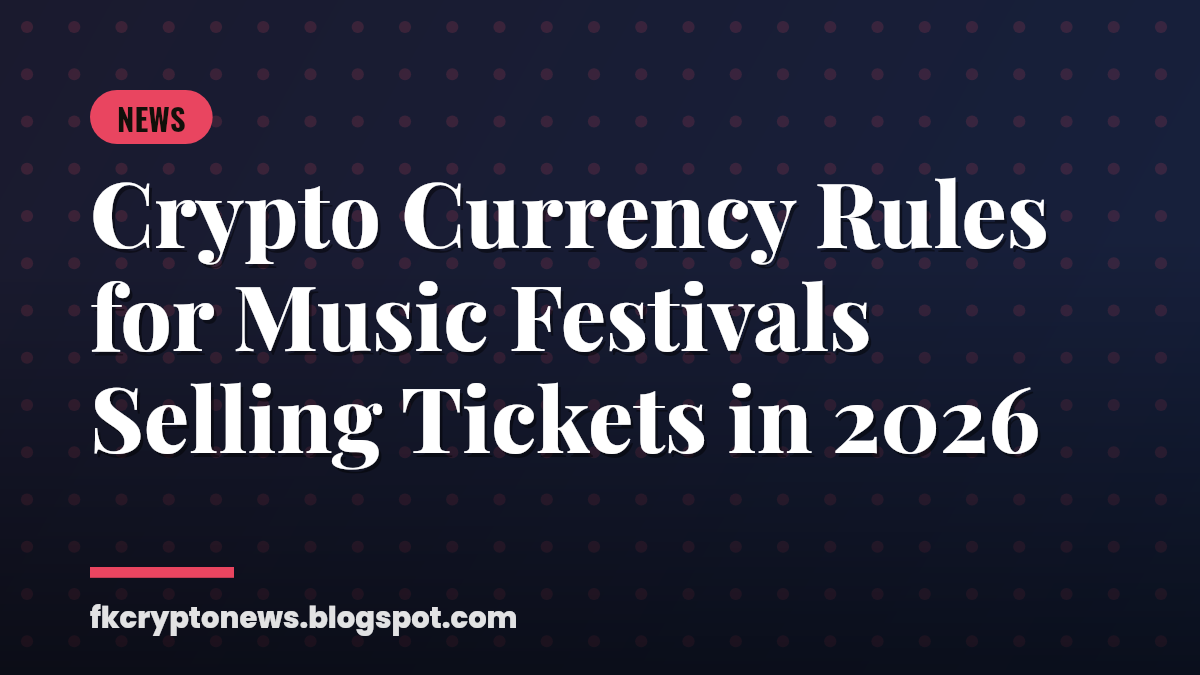 NEWS
Crypto Currency Rules
for Music Festivals
Selling Tickets in 2026
fkcryptonews.blogspot.com